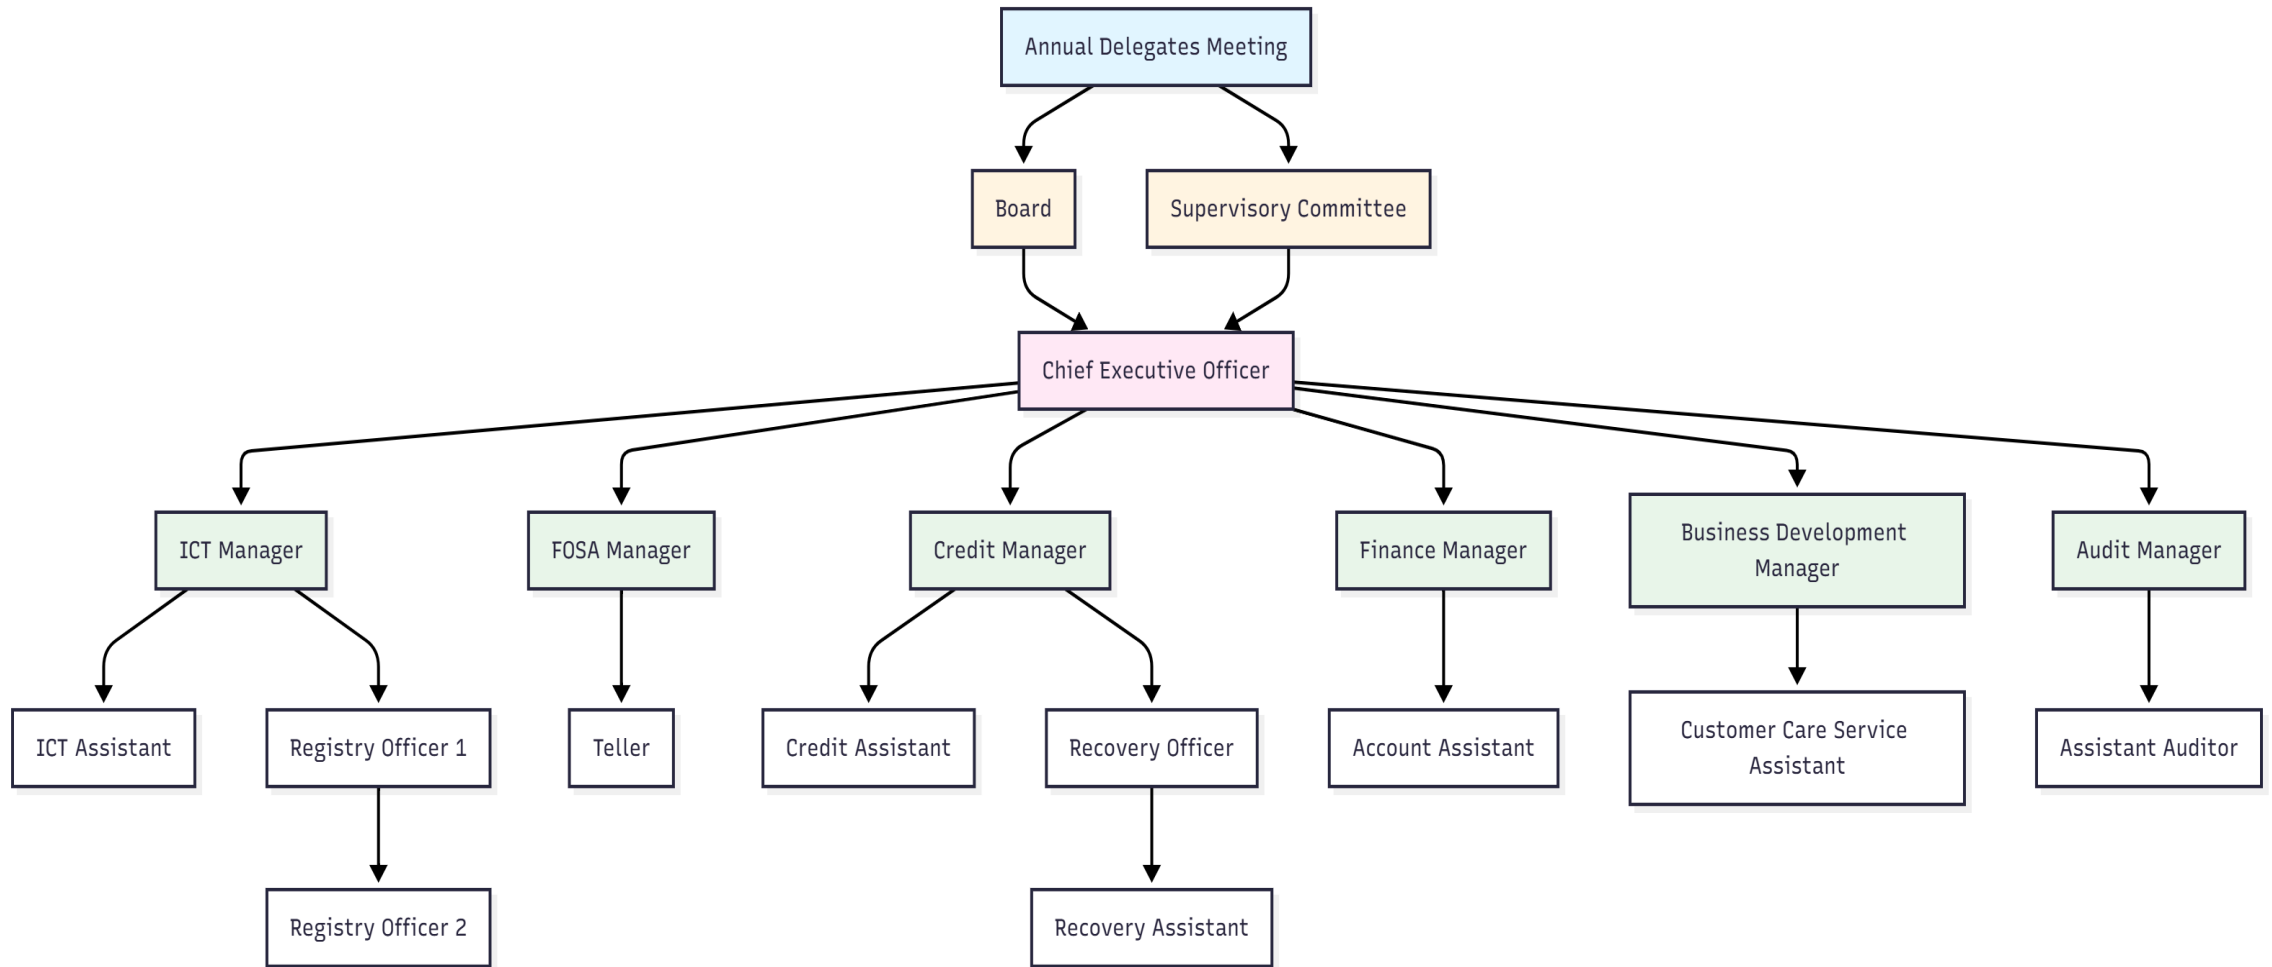 Annual Delegates Meeting
Board
Supervisory Committee
Chief Executive Officer
ICT Manager
FOSA Manager
Credit Manager
Finance Manager
Business Development
Manager
Audit Manager
ICT Assistant
Registry Officer 1
Teller
Credit Assistant
Recovery Officer
Account Assistant
Customer Care Service
Assistant
Assistant Auditor
Registry Officer 2
Recovery Assistant